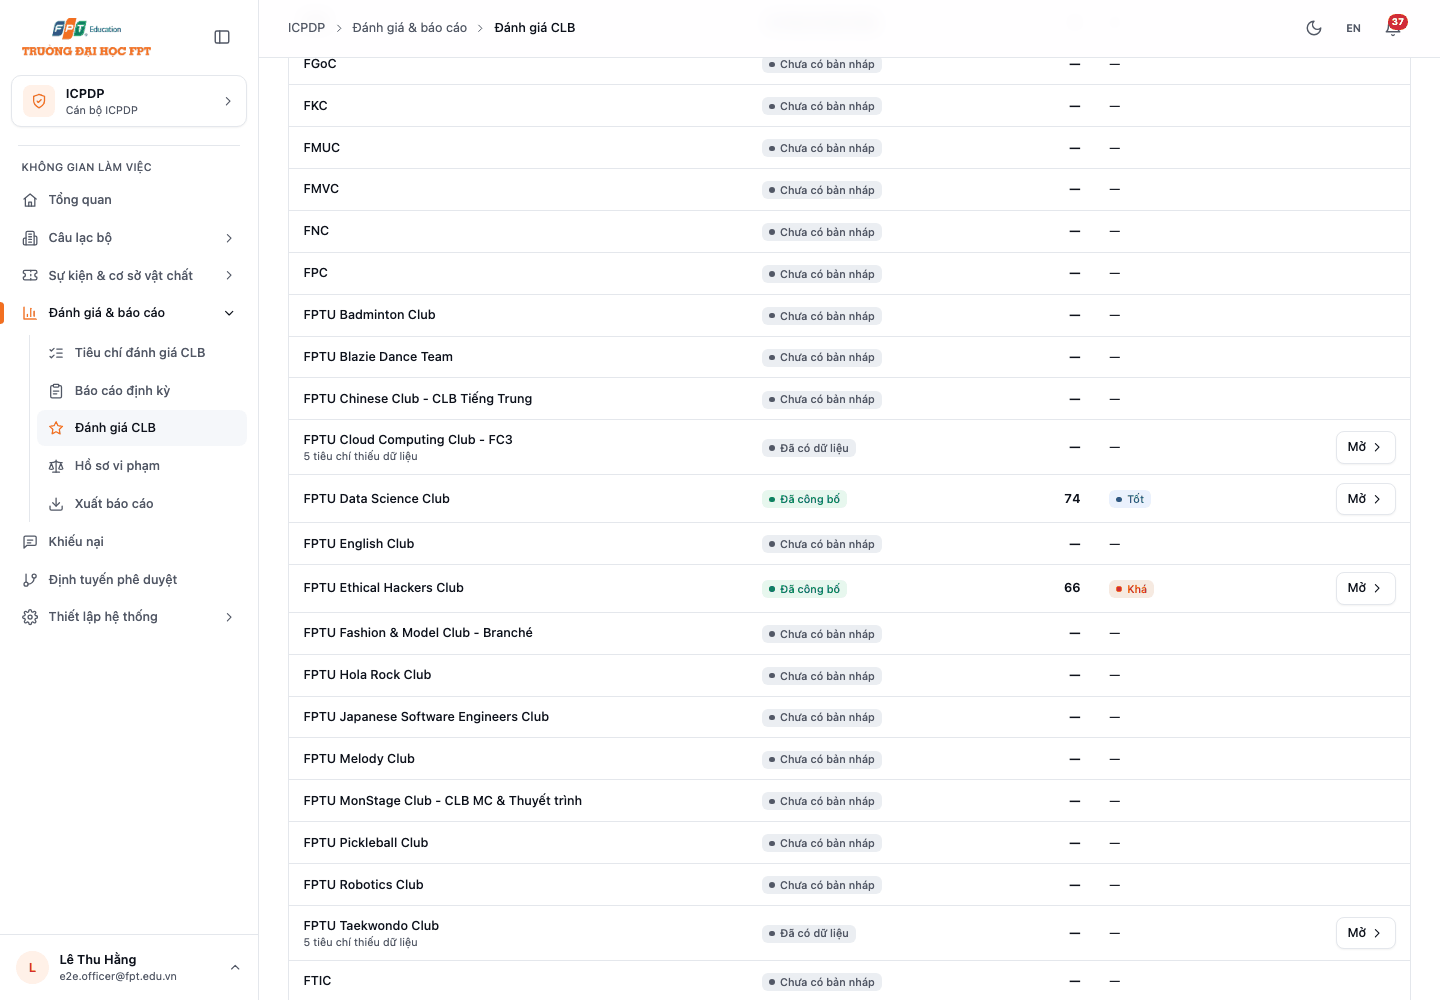 FPT Education
TRƯỜNG ĐẠI HỌC FPT
ICPDP
Cán bộ ICPDP
KHÔNG GIAN LÀM VIỆC
Tổng quan
Câu lạc bộ
Sự kiện & cơ sở vật chất
Đánh giá & báo cáo
Tiêu chí đánh giá CLB
Báo cáo định kỳ
Đánh giá CLB
Hồ sơ vi phạm
Xuất báo cáo
Khiếu nại
Định tuyến phê duyệt
Thiết lập hệ thống
L
Lê Thu Hằng
e2e.officer@fpt.edu.vn
ICPDP > Đánh giá & báo cáo > Đánh giá CLB
EN
37
FGoC Chưa có bản nháp — —
FKC Chưa có bản nháp — —
FMUC Chưa có bản nháp — —
FMVC Chưa có bản nháp — —
FNC Chưa có bản nháp — —
FPC Chưa có bản nháp — —
FPTU Badminton Club Chưa có bản nháp — —
FPTU Blazie Dance Team Chưa có bản nháp — —
FPTU Chinese Club - CLB Tiếng Trung Chưa có bản nháp — —
FPTU Cloud Computing Club - FC3 Đã có dữ liệu — — Mở
5 tiêu chí thiếu dữ liệu
FPTU Data Science Club Đã công bố 74 Tốt Mở
FPTU English Club Chưa có bản nháp — —
FPTU Ethical Hackers Club Đã công bố 66 Khá Mở
FPTU Fashion & Model Club - Branché Chưa có bản nháp — —
FPTU Hola Rock Club Chưa có bản nháp — —
FPTU Japanese Software Engineers Club Chưa có bản nháp — —
FPTU Melody Club Chưa có bản nháp — —
FPTU MonStage Club - CLB MC & Thuyết trình Chưa có bản nháp — —
FPTU Pickleball Club Chưa có bản nháp — —
FPTU Robotics Club Chưa có bản nháp — —
FPTU Taekwondo Club Đã có dữ liệu — — Mở
5 tiêu chí thiếu dữ liệu
FTIC Chưa có bản nháp — —